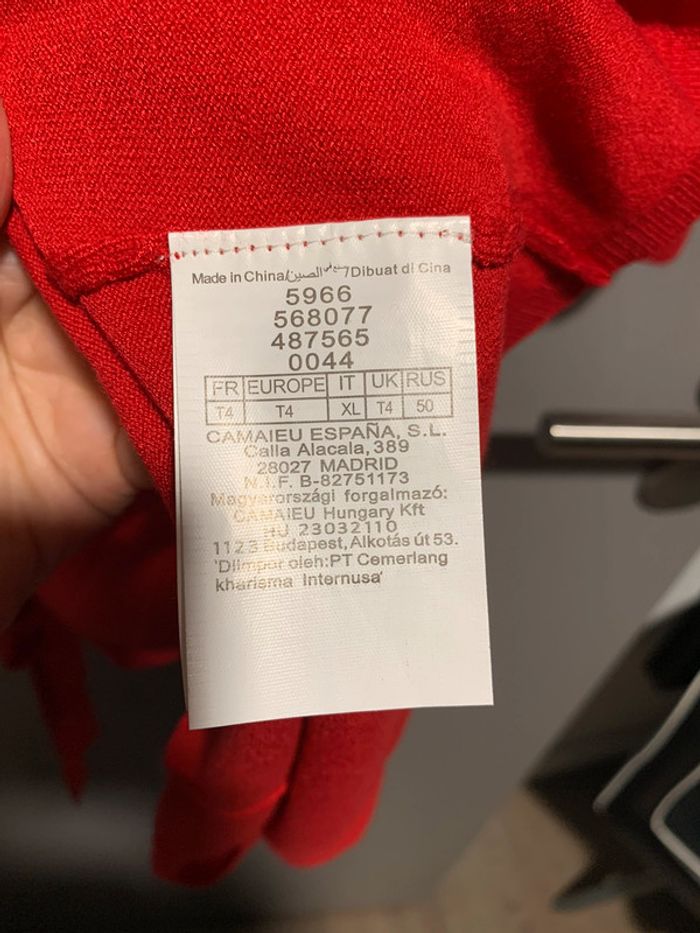 Made in China/صنع في الصين/Dibuat di Cina
5966
568077
487565
0044
FR EUROPE IT UK RUS
T4 T4 XL T4 50
CAMAIEU ESPAÑA, S.L.
Calla Alacala, 389
28027 MADRID
N.I.F. B-82751173
Magyarországi forgalmazó:
CAMAIEU Hungary Kft
HU 23032110
1123 Budapest, Alkotás út 53.
'Diimpor oleh:PT Cemerlang
kharisma Internusa'